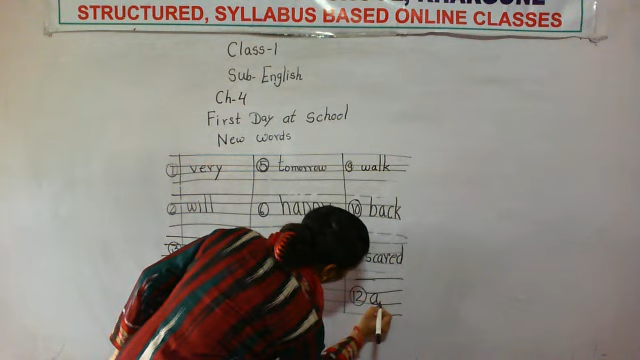 STRUCTURED, SYLLABUS BASED ONLINE CLASSES
Class-1
Sub- English
Ch-4
First Day at School
New words
① very ⑤ tomorrow ⑨ walk
② will ⑥ happy ⑩ back
③ scared
⑫ a